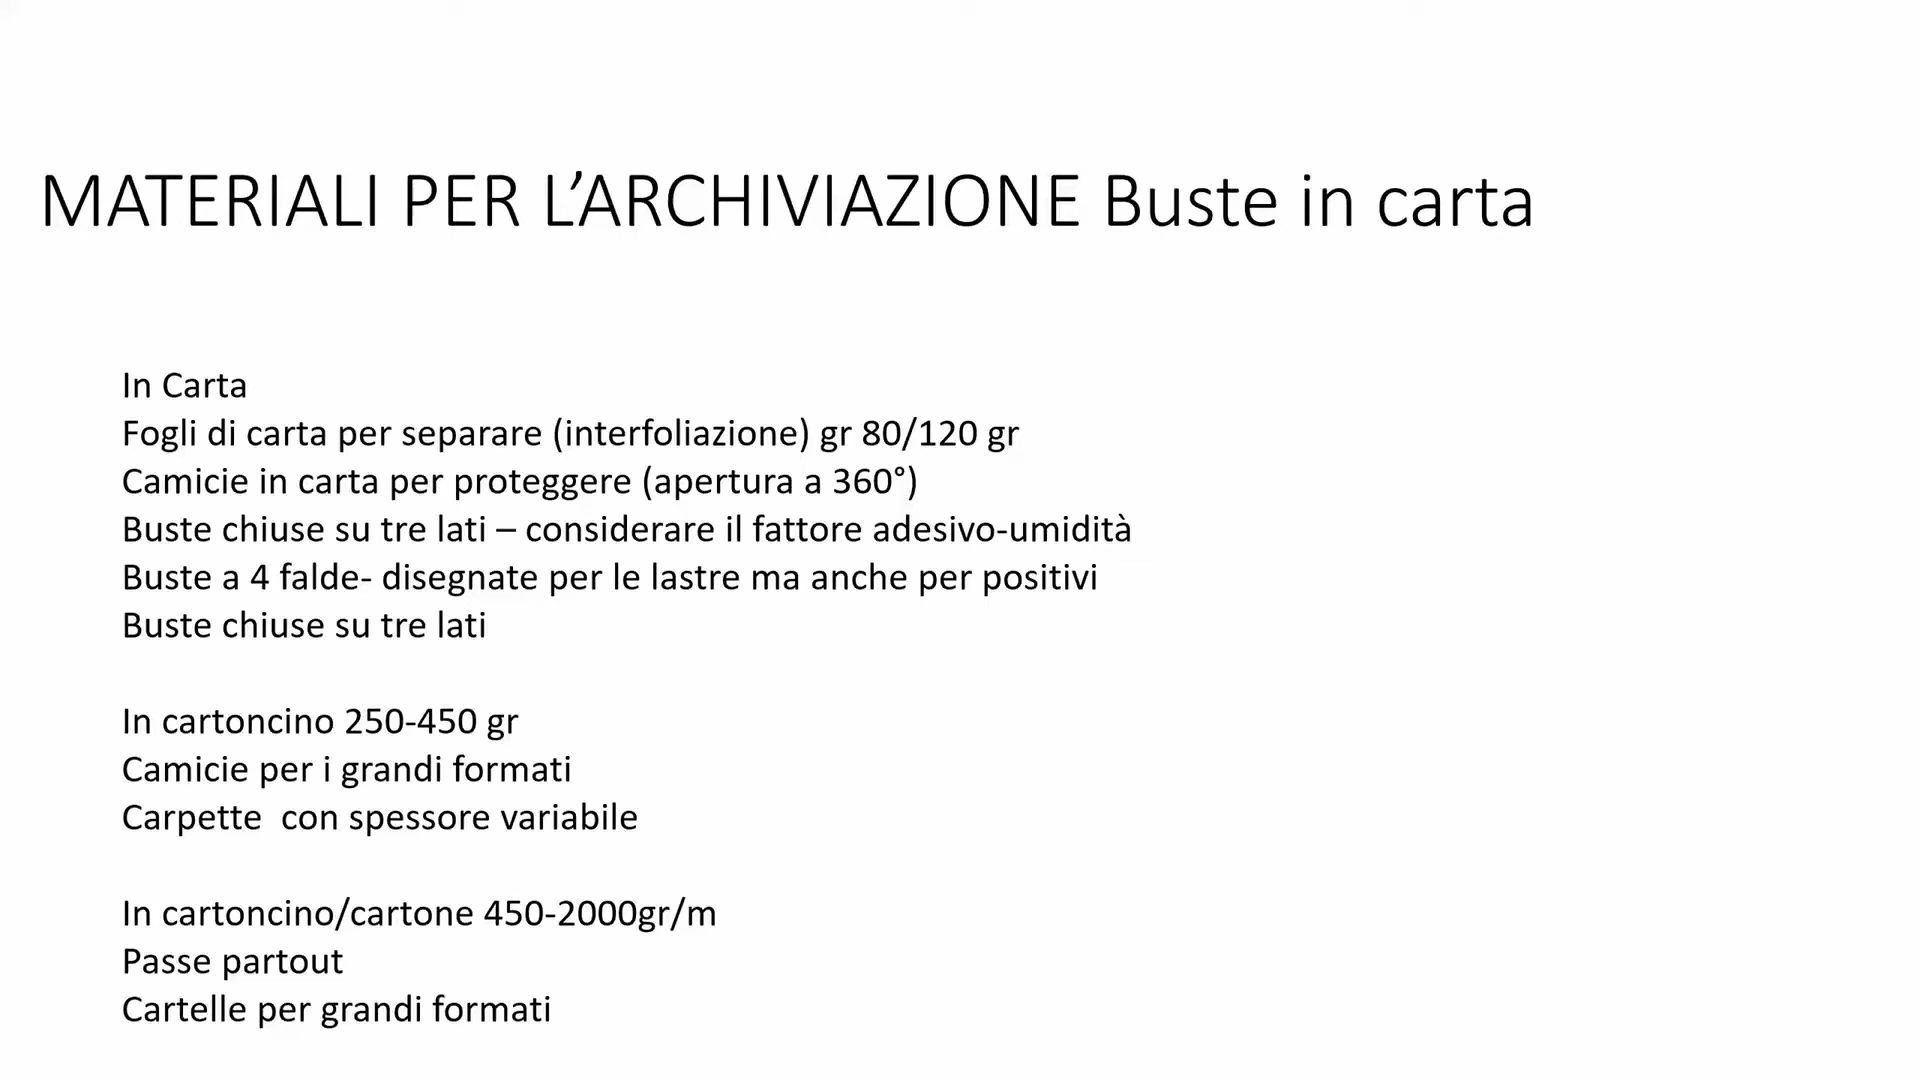 MATERIALI PER L’ARCHIVIAZIONE Buste in carta
In Carta
Fogli di carta per separare (interfoliazione) gr 80/120 gr
Camicie in carta per proteggere (apertura a 360°)
Buste chiuse su tre lati – considerare il fattore adesivo-umidità
Buste a 4 falde- disegnate per le lastre ma anche per positivi
Buste chiuse su tre lati
In cartoncino 250-450 gr
Camicie per i grandi formati
Carpette  con spessore variabile
In cartoncino/cartone 450-2000gr/m
Passe partout
Cartelle per grandi formati